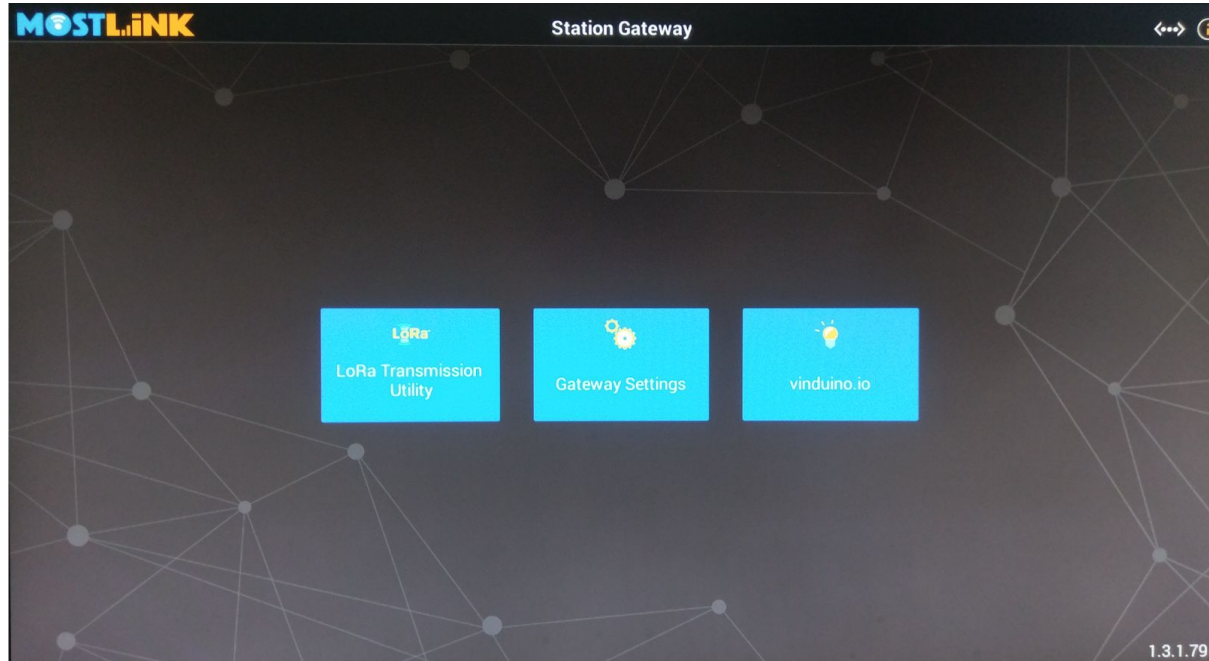 MOSTLiNK
Station Gateway
LoRa
LoRa Transmission
Utility
Gateway Settings
vinduino.io
1.3.1.79